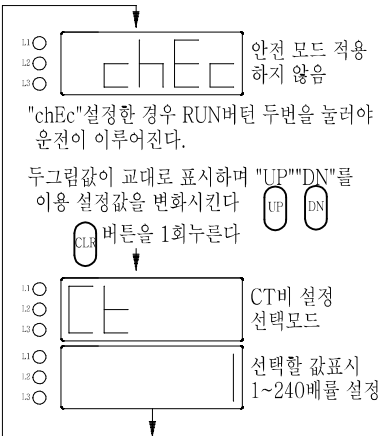 L1
L2
L3
chEc
안전 모드 적용
하지 않음
"chEc"설정한 경우 RUN버턴 두번을 눌러야
운전이 이루어진다.
두그림값이 교대로 표시하며 "UP""DN"를
이용 설정값을 변화시킨다
UP
DN
CLR
버튼을 1회누른다
L1
L2
L3
Ct
CT비 설정
선택모드
L1
L2
L3
1
선택할 값표시
1~240배률 설정